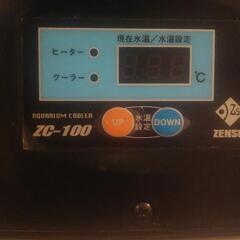 現在水温/水温設定
ヒーター
クーラー
℃
AQUARIUM COOLER
ZC-100
UP
水温
設定
DOWN
ZENSU